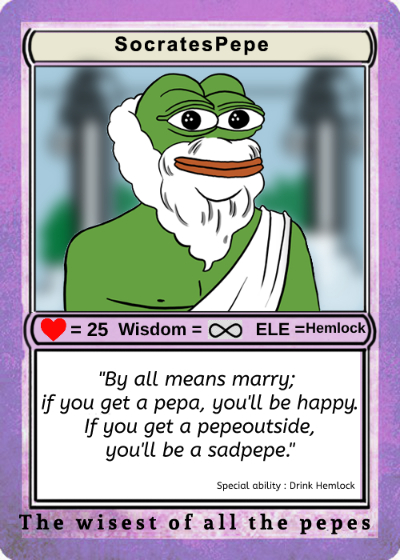 SocratesPepe
= 25 Wisdom = ∞ ELE =Hemlock
"By all means marry;
if you get a pepa, you'll be happy.
If you get a pepeoutside,
you'll be a sadpepe."
Special ability : Drink Hemlock
The wisest of all the pepes